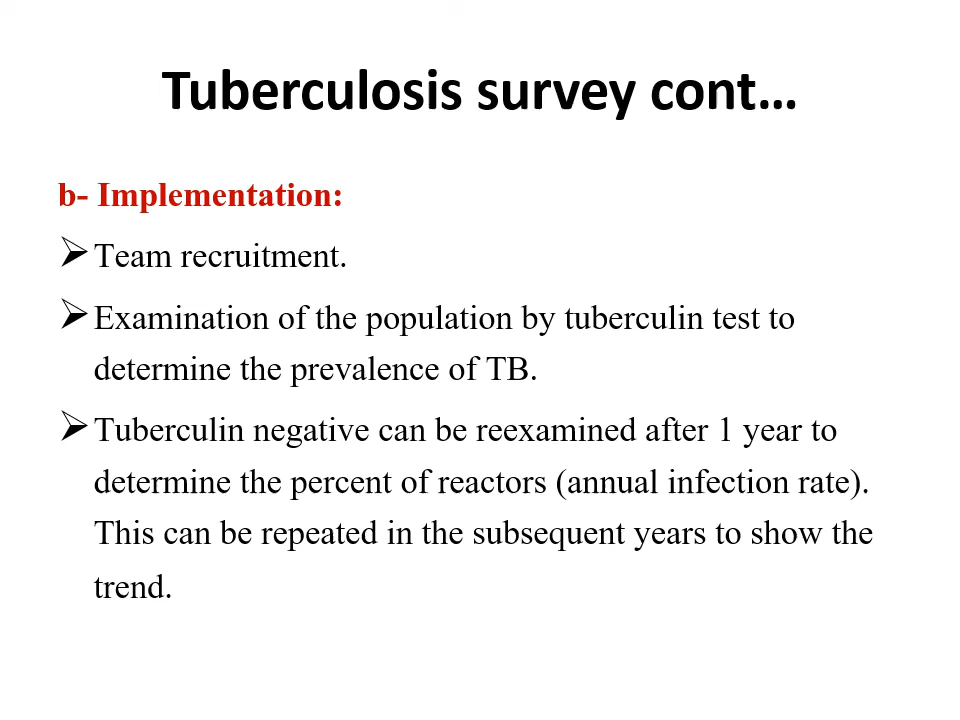 Tuberculosis survey cont…
b- Implementation:
➢ Team recruitment.
➢ Examination of the population by tuberculin test to
determine the prevalence of TB.
➢ Tuberculin negative can be reexamined after 1 year to
determine the percent of reactors (annual infection rate).
This can be repeated in the subsequent years to show the
trend.